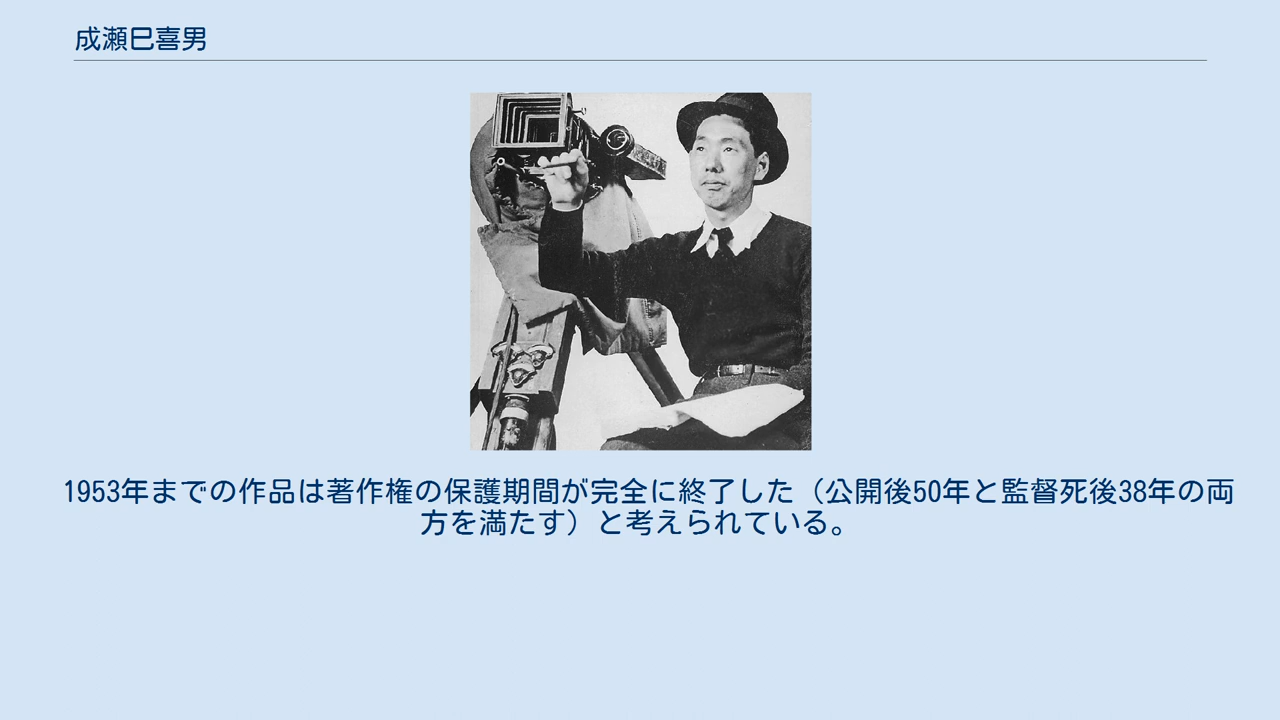 成瀬巳喜男
1953年までの作品は著作権の保護期間が完全に終了した（公開後50年と監督死後38年の両
方を満たす）と考えられている。